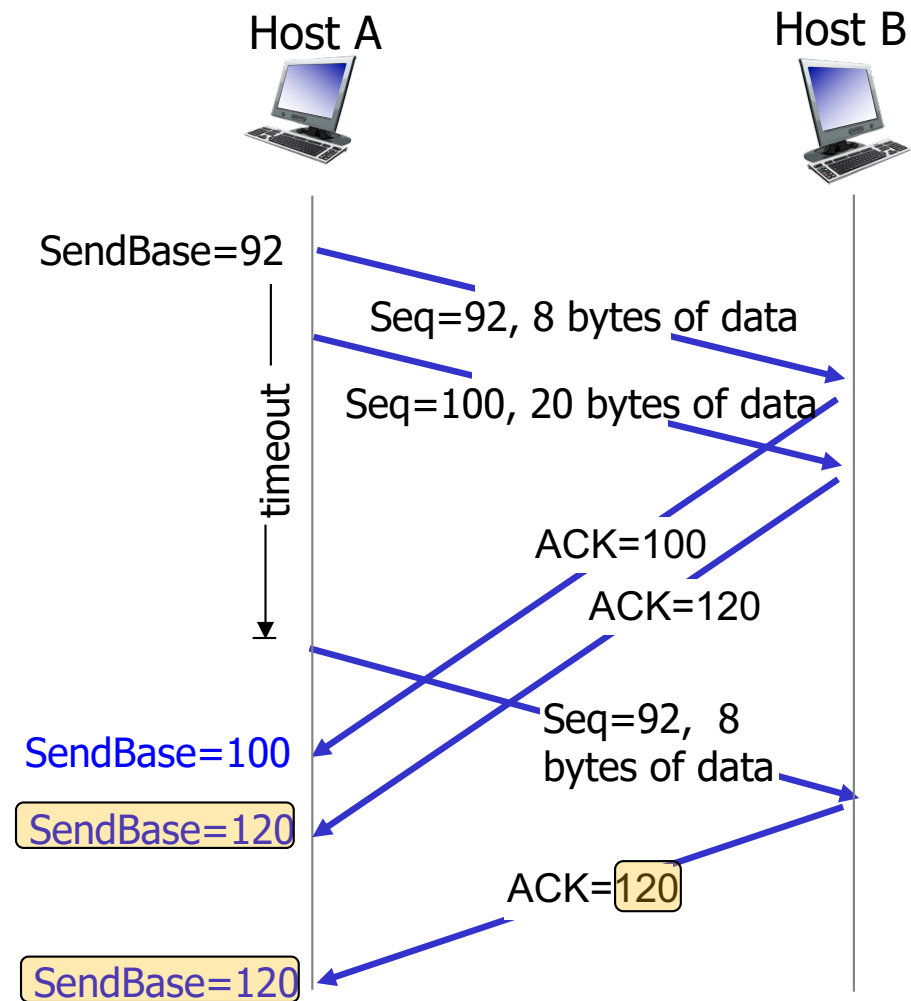 Host A
Host B
SendBase=92
Seq=92, 8 bytes of data
Seq=100, 20 bytes of data
timeout
ACK=100
ACK=120
Seq=92, 8
bytes of data
SendBase=100
SendBase=120
ACK=120
SendBase=120